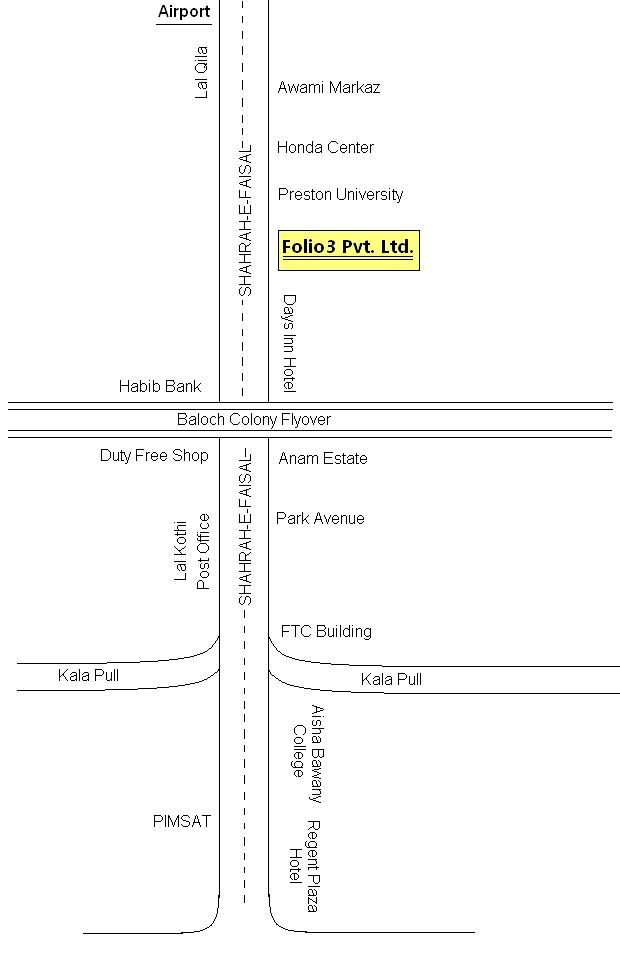 Airport
Lal Qila
Awami Markaz
Honda Center
SHAHRAH-E-FAISAL
Preston University
Folio3 Pvt. Ltd.
Days Inn Hotel
Habib Bank
Baloch Colony Flyover
Duty Free Shop
Anam Estate
SHAHRAH-E-FAISAL
Park Avenue
Lal Kothi
Post Office
FTC Building
Kala Pull
Kala Pull
Aisha Bawany
College
PIMSAT
Regent Plaza
Hotel